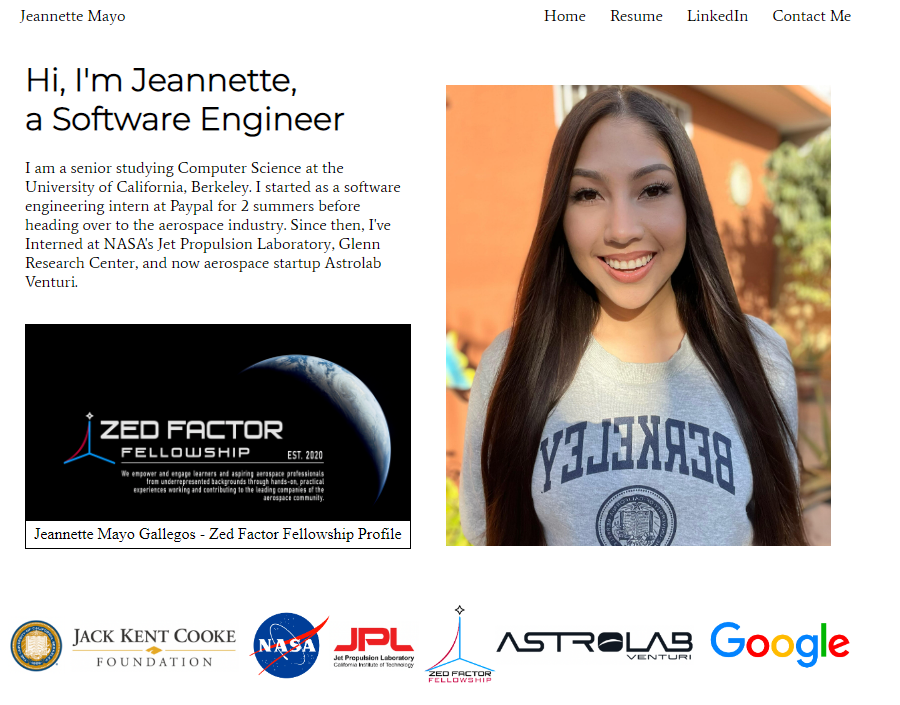 Jeannette Mayo
Home Resume LinkedIn Contact Me
Hi, I'm Jeannette,
a Software Engineer
I am a senior studying Computer Science at the
University of California, Berkeley. I started as a software
engineering intern at Paypal for 2 summers before
heading over to the aerospace industry. Since then, I've
Interned at NASA's Jet Propulsion Laboratory, Glenn
Research Center, and now aerospace startup Astrolab
Venturi.
ZED FACTOR
FELLOWSHIP
EST. 2020
We empower and engage learners and aspiring aerospace professionals
from underrepresented backgrounds through hands-on, practical
experiences working and contributing to the leading companies of the
aerospace community.
Jeannette Mayo Gallegos - Zed Factor Fellowship Profile
BERKELEY
JACK KENT COOKE
FOUNDATION
NASA
JPL
Jet Propulsion Laboratory
California Institute of Technology
ZED FACTOR
FELLOWSHIP
ASTROLAB
VENTURI
Google